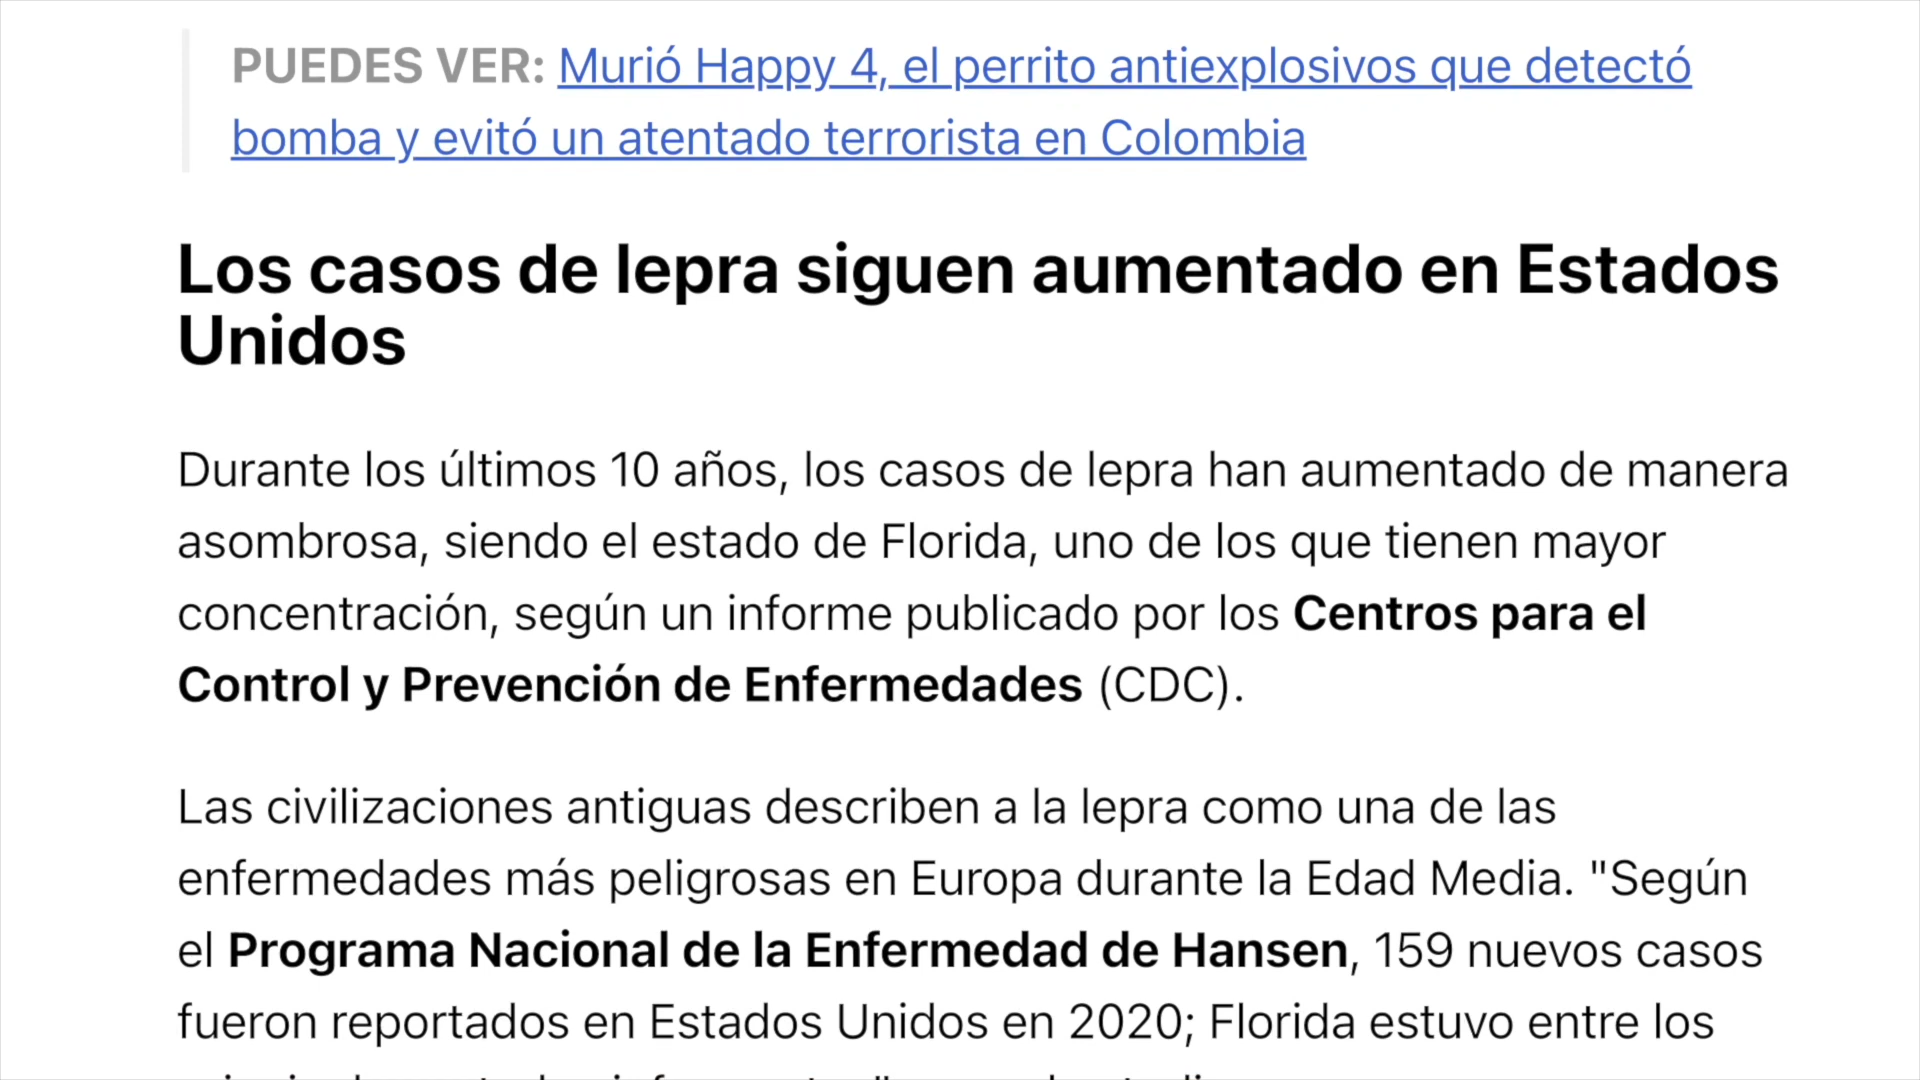 PUEDES VER: Murió Happy 4, el perrito antiexplosivos que detectó
bomba y evitó un atentado terrorista en Colombia
Los casos de lepra siguen aumentado en Estados
Unidos
Durante los últimos 10 años, los casos de lepra han aumentado de manera
asombrosa, siendo el estado de Florida, uno de los que tienen mayor
concentración, según un informe publicado por los Centros para el
Control y Prevención de Enfermedades (CDC).
Las civilizaciones antiguas describen a la lepra como una de las
enfermedades más peligrosas en Europa durante la Edad Media. "Según
el Programa Nacional de la Enfermedad de Hansen, 159 nuevos casos
fueron reportados en Estados Unidos en 2020; Florida estuvo entre los